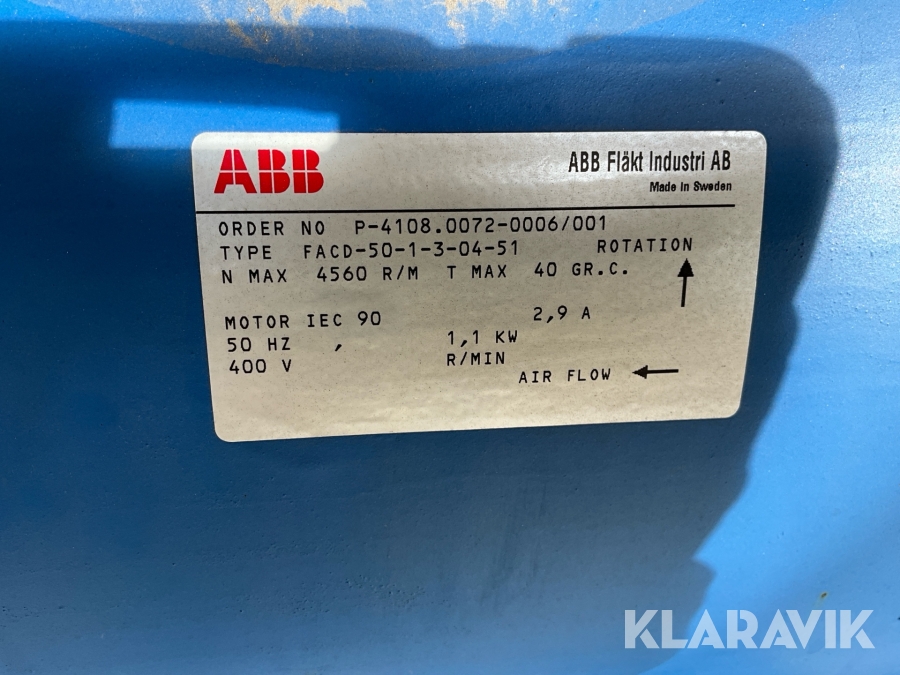 ABB
ABB Fläkt Industri AB
Made in Sweden
ORDER NO P-4108.0072-0006/001
TYPE FACD-50-1-3-04-51 ROTATION
N MAX 4560 R/M T MAX 40 GR.C.
MOTOR IEC 90 2,9 A
50 HZ , 1,1 KW
400 V R/MIN
AIR FLOW
KLARAVIK